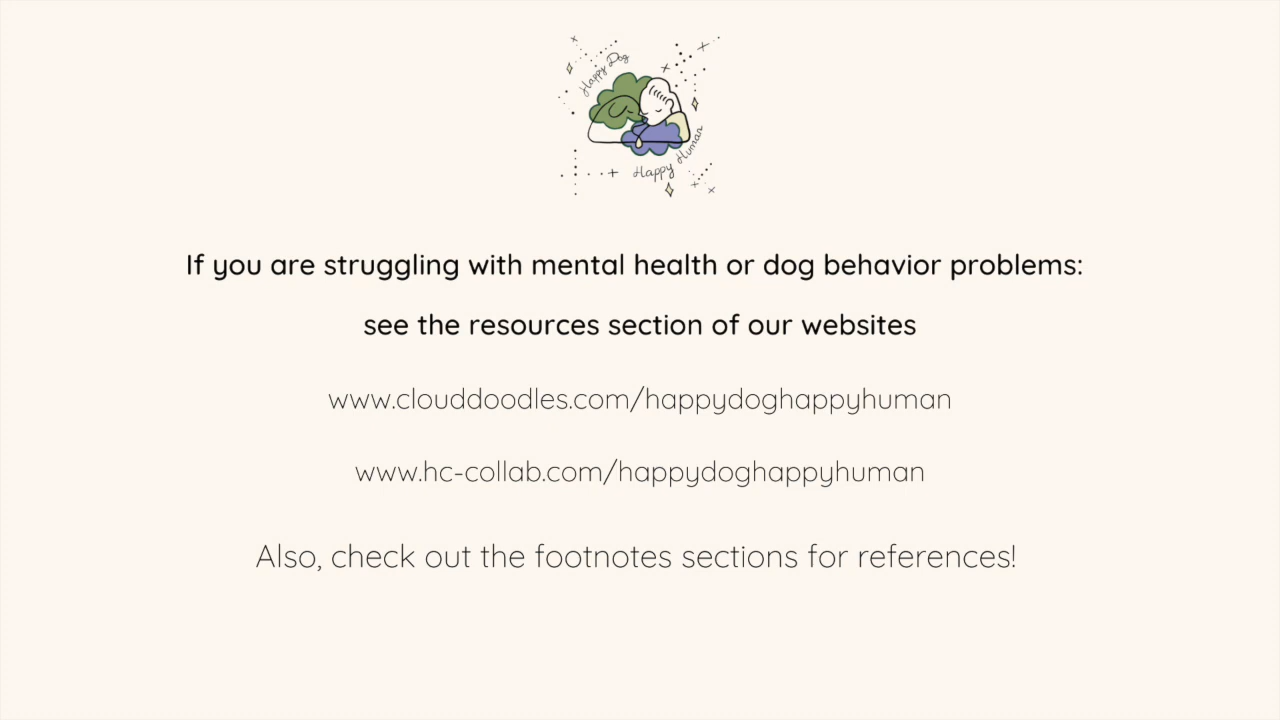 Happy Dog
Happy Human
If you are struggling with mental health or dog behavior problems:
see the resources section of our websites
www.clouddoodles.com/happydoghappyhuman
www.hc-collab.com/happydoghappyhuman
Also, check out the footnotes sections for references!